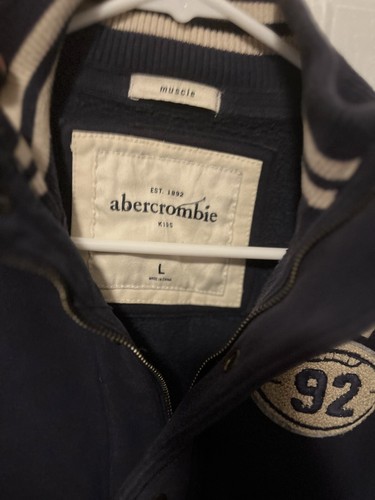 muscle
EST. 1892
abercrombie
KIDS
L
92